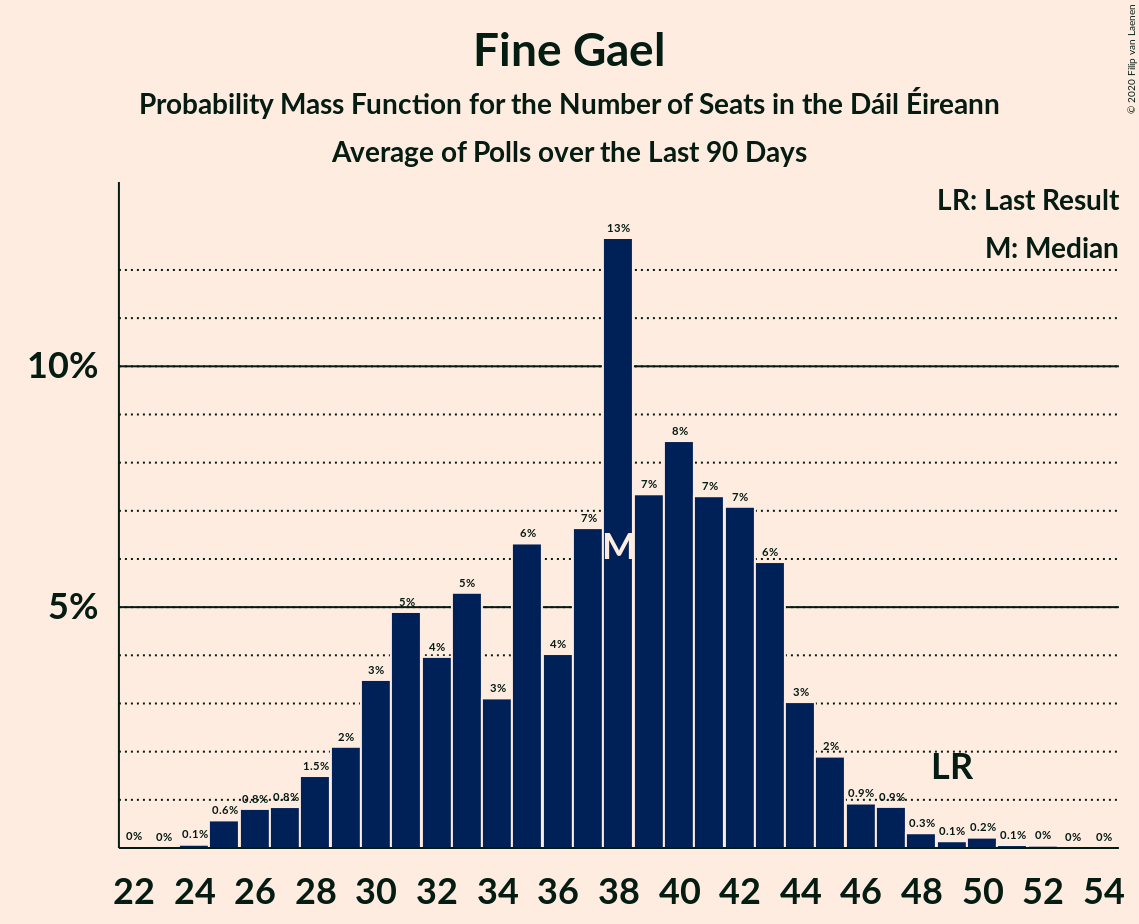 © 2020 Filip van Laenen
Fine Gael
Probability Mass Function for the Number of Seats in the Dáil Éireann
Average of Polls over the Last 90 Days
LR: Last Result
M: Median
10%
5%
0% 0% 0.1% 0.6% 0.8% 0.8% 1.5% 2% 3% 5% 4% 5% 3% 6% 4% 7% 13% 7% 8% 7% 7% 6% 3% 2% 0.9% 0.9% 0.3% 0.1% 0.2% 0.1% 0% 0% 0%
M
LR
22 24 26 28 30 32 34 36 38 40 42 44 46 48 50 52 54